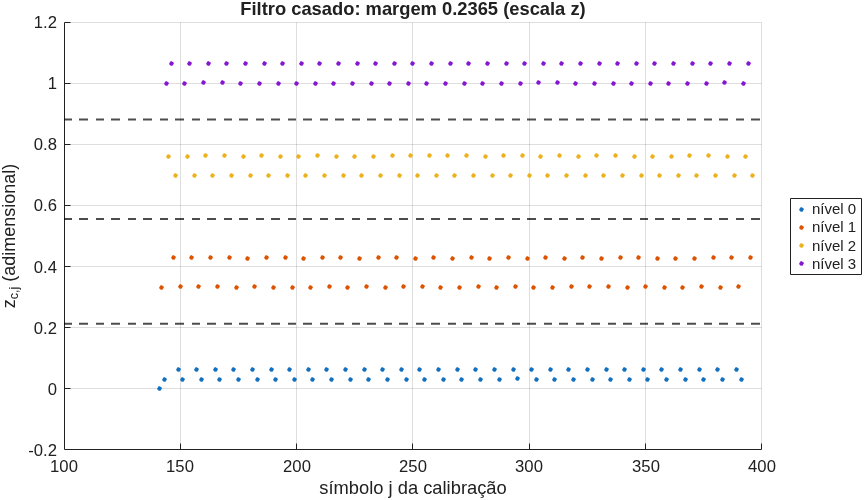 Filtro casado: margem 0.2365 (escala z)
1.2
1
0.8
0.6
0.4
0.2
0
-0.2
z_c,j (adimensional)
100 150 200 250 300 350 400
símbolo j da calibração
nível 0
nível 1
nível 2
nível 3